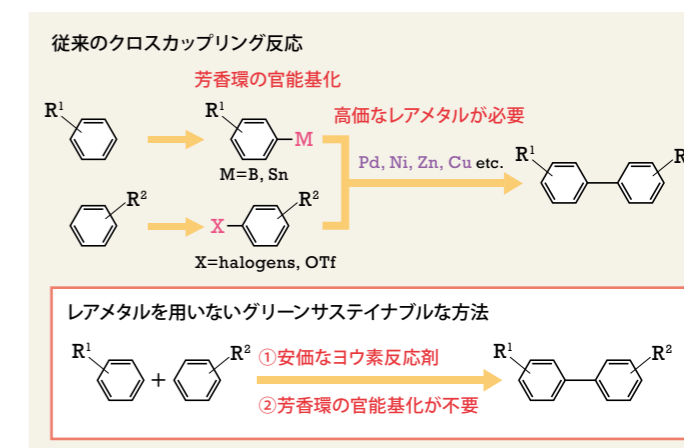 従来のクロスカップリング反応
芳香環の官能基化
R¹
R¹
M
高価なレアメタルが必要
M=B, Sn
Pd, Ni, Zn, Cu etc.
R¹
R
R²
X
R²
X=halogens, OTf
レアメタルを用いないグリーンサステイナブルな方法
R¹
+
R²
①安価なヨウ素反応剤
②芳香環の官能基化が不要
R¹
R²